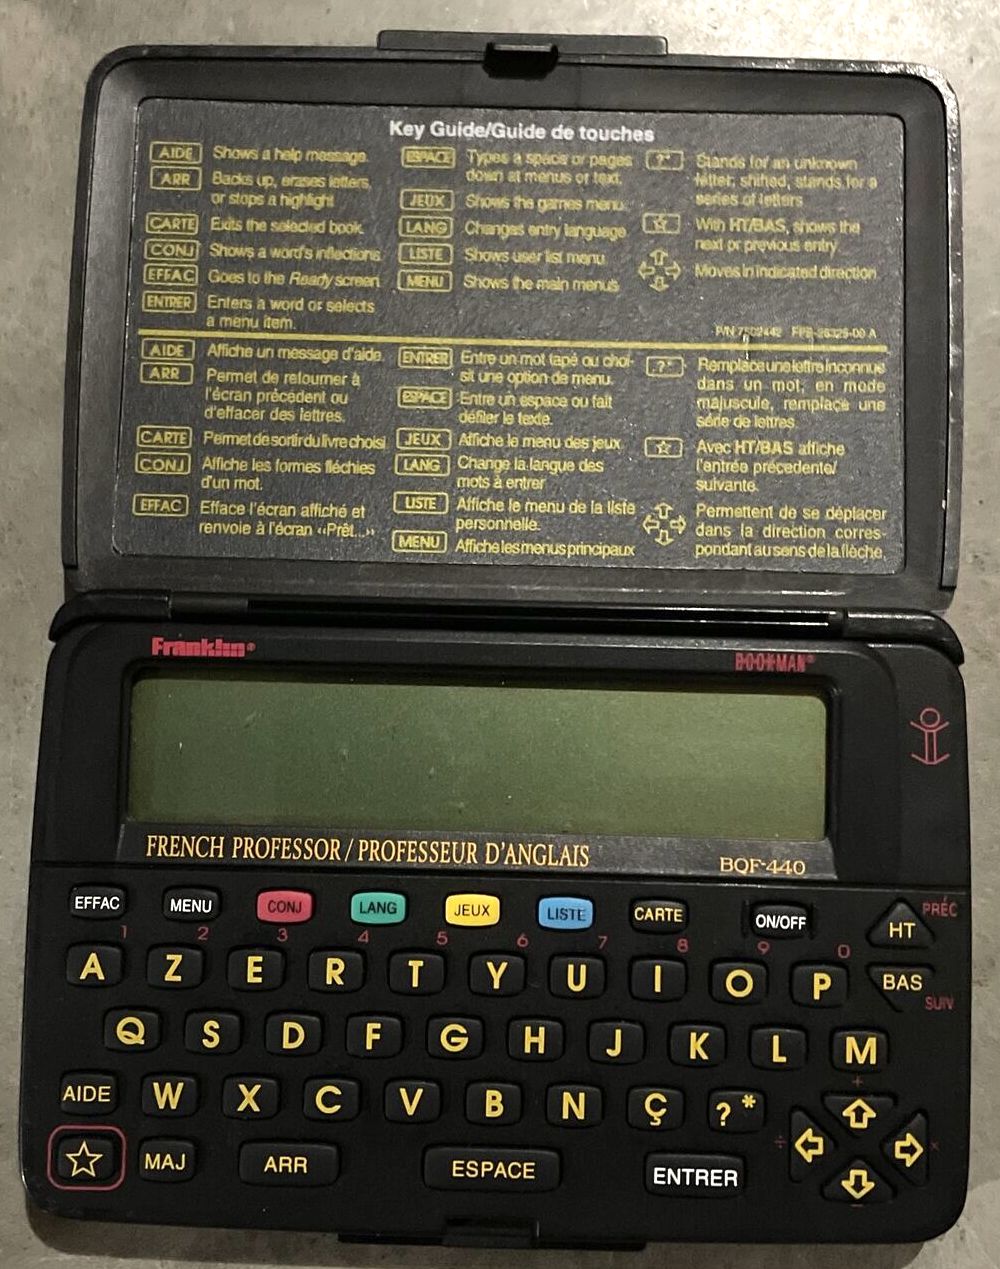 Key Guide/Guide de touches
AIDE Shows a help message.
ARR Backs up, erases letters,
or stops a highlight
CARTE Exits the selected book.
CONJ Shows a word's inflections.
EFFAC Goes to the Ready screen
ENTRER Enters a word or selects
a menu item.
ESPACE Types a space or pages
down at menus or text.
JEUX Shows the games menu.
LANG Changes entry language
LISTE Shows user list menu
MENU Shows the main menus
?* Stands for an unknown
letter; shifted, stands for a
series of letters
☆ With HT/BAS, shows the
next or previous entry
Moves in indicated direction
P/N 7502442 FPB-28325-00 A
AIDE Affiche un message d'aide.
ARR Permet de retourner à
l'écran précédent ou
d'effacer des lettres.
CARTE Permet de sortir du livre choisi
CONJ Affiche les formes fléchies
d'un mot.
EFFAC Efface l'écran affiché et
renvoie à l'écran «Prêt...»
ENTRER Entre un mot tapé ou choi-
sit une option de menu.
ESPACE Entre un espace ou fait
défiler le texte.
JEUX Affiche le menu des jeux
LANG Change la langue des
mots à entrer
LISTE Affiche le menu de la liste
personnelle.
MENU Affiche les menus principaux
?* Remplace une lettre inconnue
dans un mot, en mode
majuscule, remplace une
série de lettres.
☆ Avec HT/BAS affiche
l'entrée précedente/
suivante.
Permettent de se déplacer
dans la direction corres-
pondant au sens de la flèche.
Franklin®
BOOKMAN®
FRENCH PROFESSOR / PROFESSEUR D'ANGLAIS
BQF-440
EFFAC MENU CONJ LANG JEUX LISTE CARTE ON/OFF HT PRÉC
1 2 3 4 5 6 7 8 9 0
A Z E R T Y U I O P BAS
SUIV
Q S D F G H J K L M
+
AIDE W X C V B N Ç ?*
÷ ×
☆ MAJ ARR ESPACE ENTRER
-